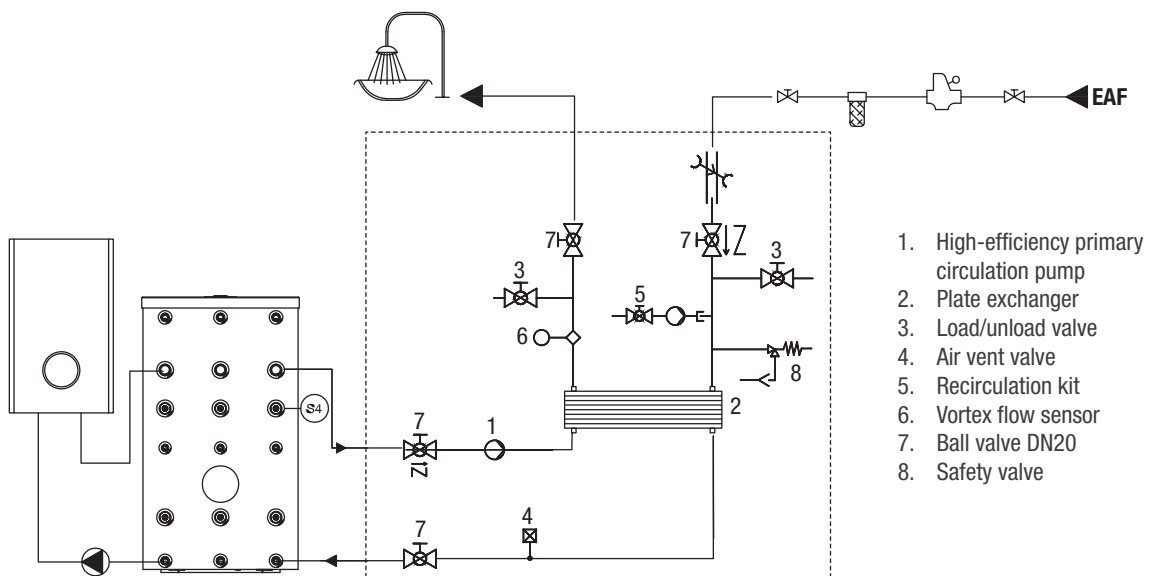 EAF
7
7
3
3
5
6
8
2
S4
7
1
7
4
1. High-efficiency primary
circulation pump
2. Plate exchanger
3. Load/unload valve
4. Air vent valve
5. Recirculation kit
6. Vortex flow sensor
7. Ball valve DN20
8. Safety valve